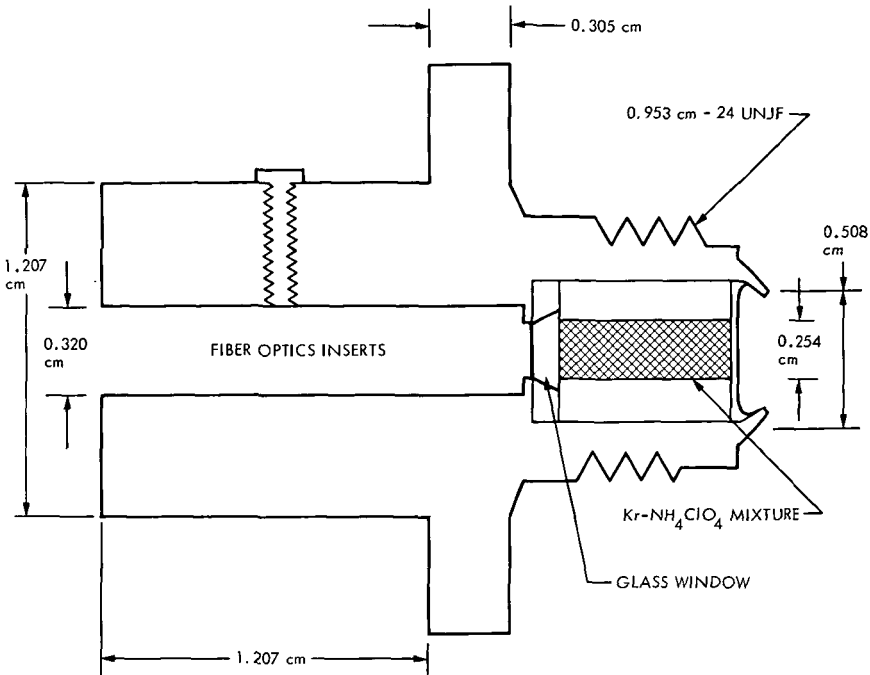 0.305 cm
0.953 cm - 24 UNJF
0.508
cm
1.207
cm
0.320
cm
FIBER OPTICS INSERTS
0.254
cm
Kr-NH4ClO4 MIXTURE
GLASS WINDOW
1.207 cm